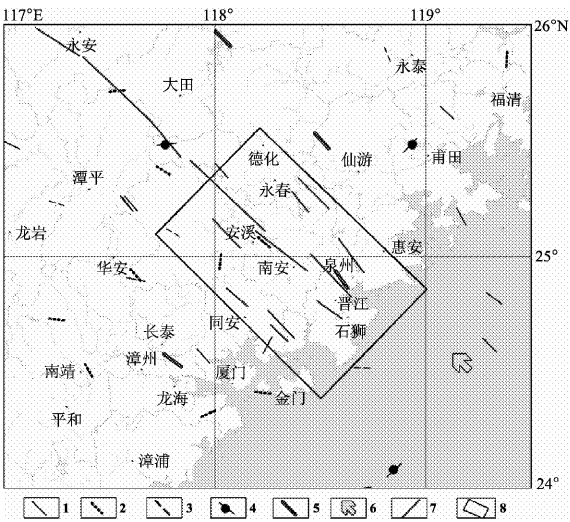 117°E 118° 119° 26°N
永安
永泰
大田
福清
德化
仙游
甫田
漳平
永春
龙岩
安溪
惠安
华安
南安
泉州
25°
晋江
同安
石狮
长泰
漳州
南靖
厦门
龙海
金门
平和
漳浦
24°
1 2 3 4 5 6 7 8